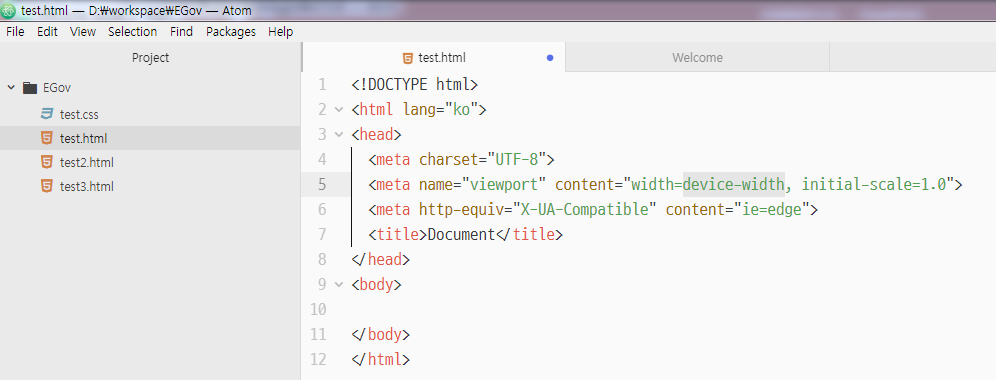 test.html — D:₩workspace₩EGov — Atom
File Edit View Selection Find Packages Help
Project
EGov
test.css
test.html
test2.html
test3.html
test.html Welcome
1 <!DOCTYPE html>
2 <html lang="ko">
3 <head>
4 <meta charset="UTF-8">
5 <meta name="viewport" content="width=device-width, initial-scale=1.0">
6 <meta http-equiv="X-UA-Compatible" content="ie=edge">
7 <title>Document</title>
8 </head>
9 <body>
10
11 </body>
12 </html>